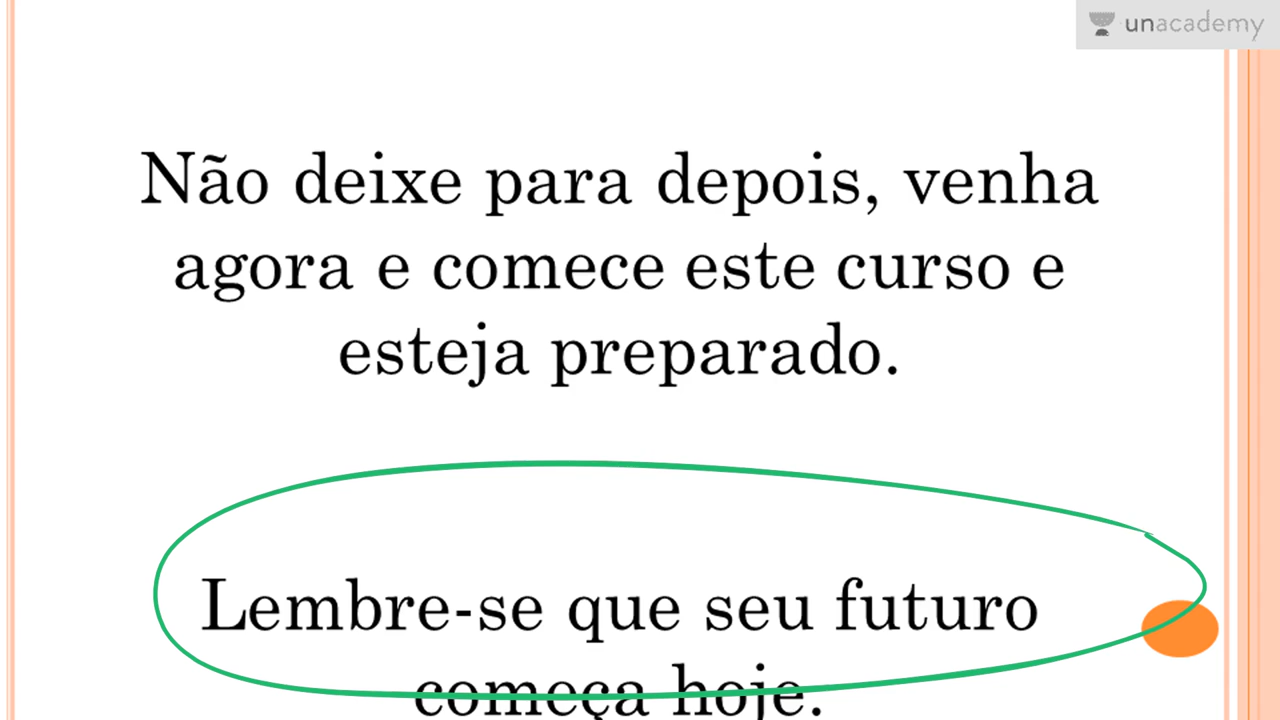 unacademy
Não deixe para depois, venha
agora e comece este curso e
esteja preparado.
Lembre-se que seu futuro
começa hoje.